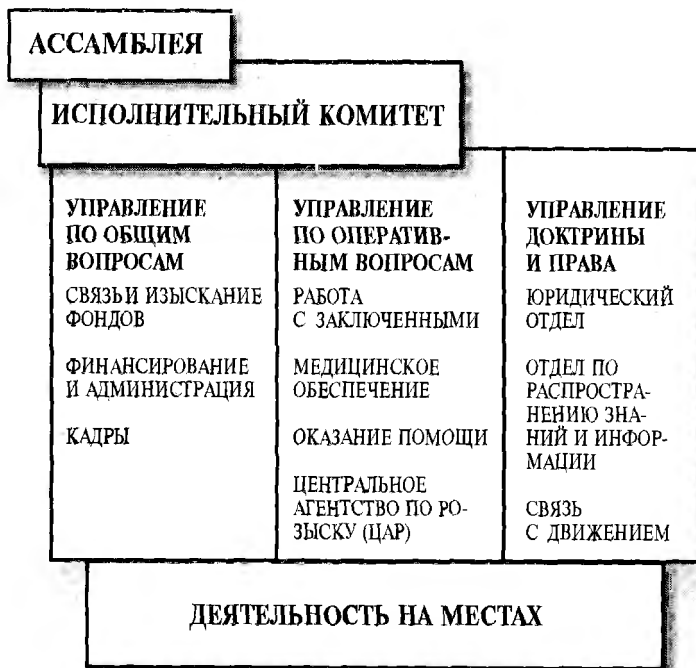 АССАМБЛЕЯ
ИСПОЛНИТЕЛЬНЫЙ КОМИТЕТ
УПРАВЛЕНИЕ
ПО ОБЩИМ
ВОПРОСАМ
СВЯЗЬ И ИЗЫСКАНИЕ
ФОНДОВ
ФИНАНСИРОВАНИЕ
И АДМИНИСТРАЦИЯ
КАДРЫ
УПРАВЛЕНИЕ
ПО ОПЕРАТИВ-
НЫМ ВОПРОСАМ
РАБОТА
С ЗАКЛЮЧЕННЫМИ
МЕДИЦИНСКОЕ
ОБЕСПЕЧЕНИЕ
ОКАЗАНИЕ ПОМОЩИ
ЦЕНТРАЛЬНОЕ
АГЕНТСТВО ПО РО-
ЗЫСКУ (ЦАР)
УПРАВЛЕНИЕ
ДОКТРИНЫ
И ПРАВА
ЮРИДИЧЕСКИЙ
ОТДЕЛ
ОТДЕЛ ПО
РАСПРОСТРА-
НЕНИЮ ЗНА-
НИЙ И ИНФОР-
МАЦИИ
СВЯЗЬ
С ДВИЖЕНИЕМ
ДЕЯТЕЛЬНОСТЬ НА МЕСТАХ